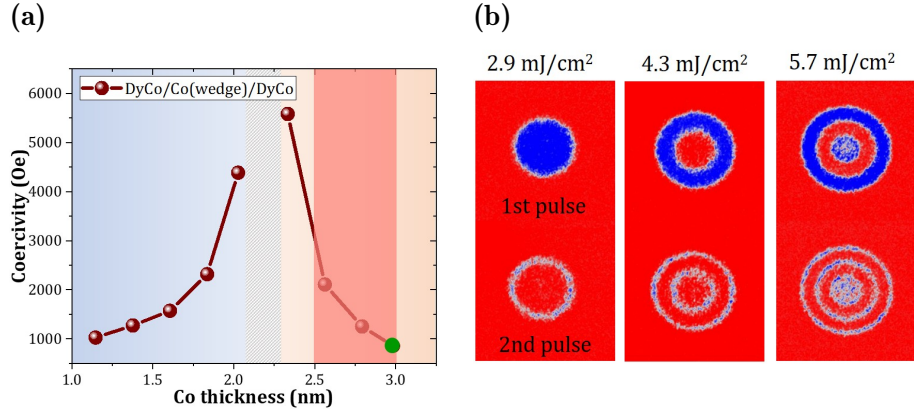 (a)
DyCo/Co(wedge)/DyCo
Coercivity (Oe)
6000
5000
4000
3000
2000
1000
1.0 1.5 2.0 2.5 3.0
Co thickness (nm)
(b)
2.9 mJ/cm² 4.3 mJ/cm² 5.7 mJ/cm²
1st pulse
2nd pulse